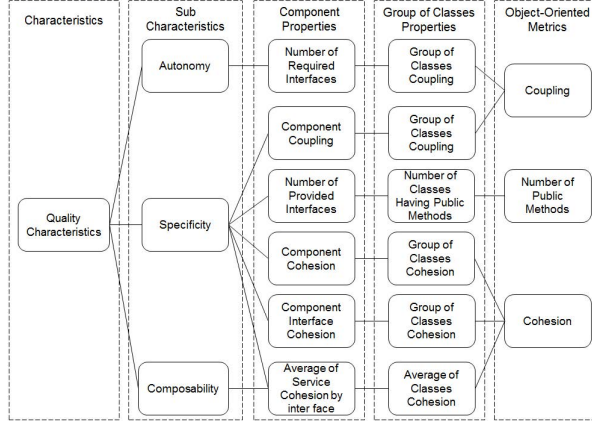 Characteristics
Sub
Characteristics
Component
Properties
Group of Classes
Properties
Object-Oriented
Metrics
Quality
Characteristics
Autonomy
Specificity
Composability
Number of
Required
Interfaces
Component
Coupling
Number of
Provided
Interfaces
Component
Cohesion
Component
Interface
Cohesion
Average of
Service
Cohesion by
inter face
Group of
Classes
Coupling
Group of
Classes
Coupling
Number of
Classes
Having Public
Methods
Group of
Classes
Cohesion
Group of
Classes
Cohesion
Average of
Classes
Cohesion
Coupling
Number of
Public
Methods
Cohesion